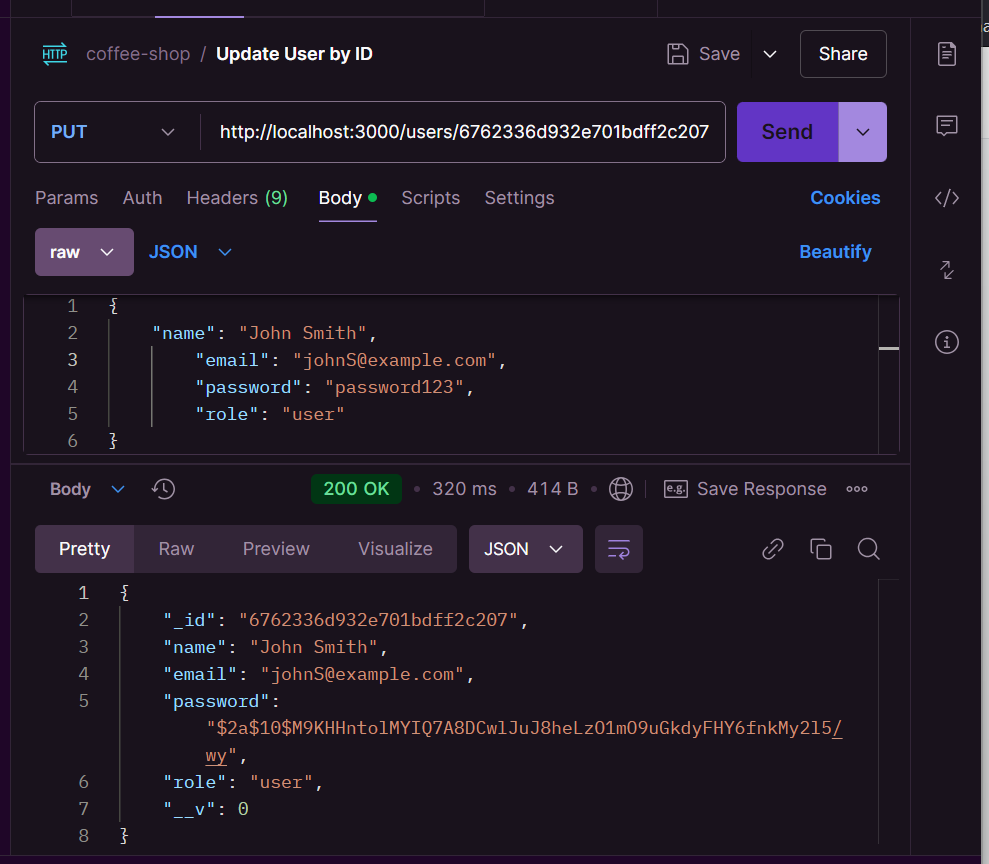 HTTP coffee-shop / Update User by ID Save Share
PUT http://localhost:3000/users/6762336d932e701bdff2c207 Send
Params Auth Headers (9) Body Scripts Settings Cookies
raw JSON Beautify
1 {
2 "name": "John Smith",
3 "email": "johnS@example.com",
4 "password": "password123",
5 "role": "user"
6 }
Body 200 OK • 320 ms • 414 B • e.g. Save Response
Pretty Raw Preview Visualize JSON
1 {
2 "_id": "6762336d932e701bdff2c207",
3 "name": "John Smith",
4 "email": "johnS@example.com",
5 "password":
"$2a$10$M9KHHntolMYIQ7A8DCwlJuJ8heLzO1mO9uGkdyFHY6fnkMy2l5/
wy",
6 "role": "user",
7 "__v": 0
8 }